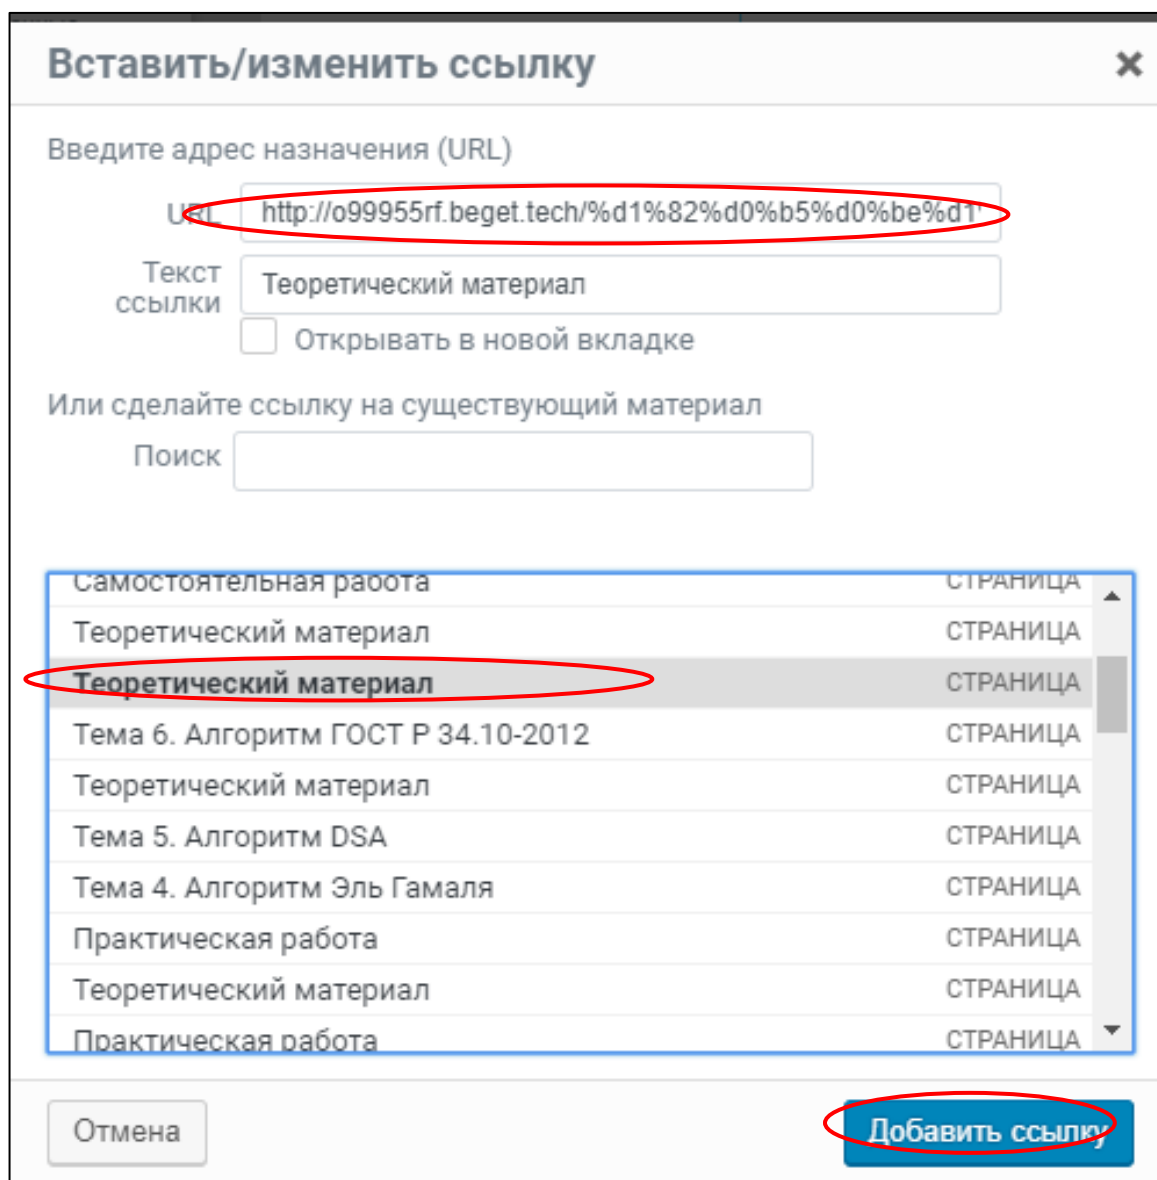 Вставить/изменить ссылку
Введите адрес назначения (URL)
URL http://o99955rf.beget.tech/%d1%82%d0%b5%d0%be%d1
Текст ссылки Теоретический материал
Открывать в новой вкладке
Или сделайте ссылку на существующий материал
Поиск
Самостоятельная работа СТРАНИЦА
Теоретический материал СТРАНИЦА
Теоретический материал СТРАНИЦА
Тема 6. Алгоритм ГОСТ Р 34.10-2012 СТРАНИЦА
Теоретический материал СТРАНИЦА
Тема 5. Алгоритм DSA СТРАНИЦА
Тема 4. Алгоритм Эль Гамаля СТРАНИЦА
Практическая работа СТРАНИЦА
Теоретический материал СТРАНИЦА
Практическая работа СТРАНИЦА
Отмена Добавить ссылку